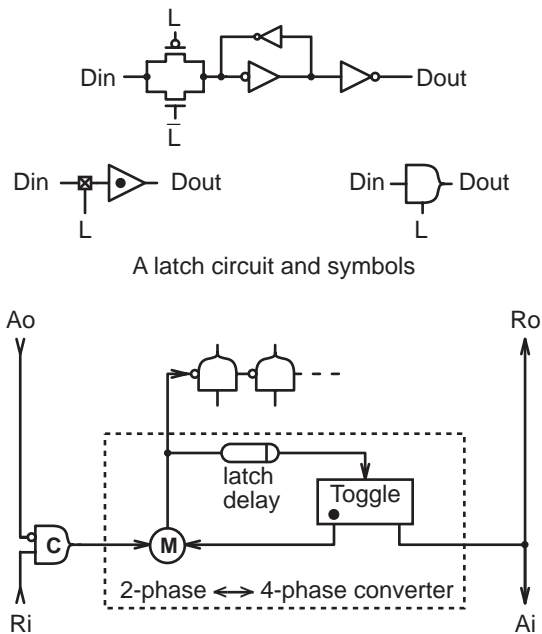 L
Din
Dout
L̅
Din
Dout
L
Din
Dout
L
A latch circuit and symbols
Ao
Ro
latch
delay
Toggle
C
M
2-phase ↔ 4-phase converter
Ri
Ai